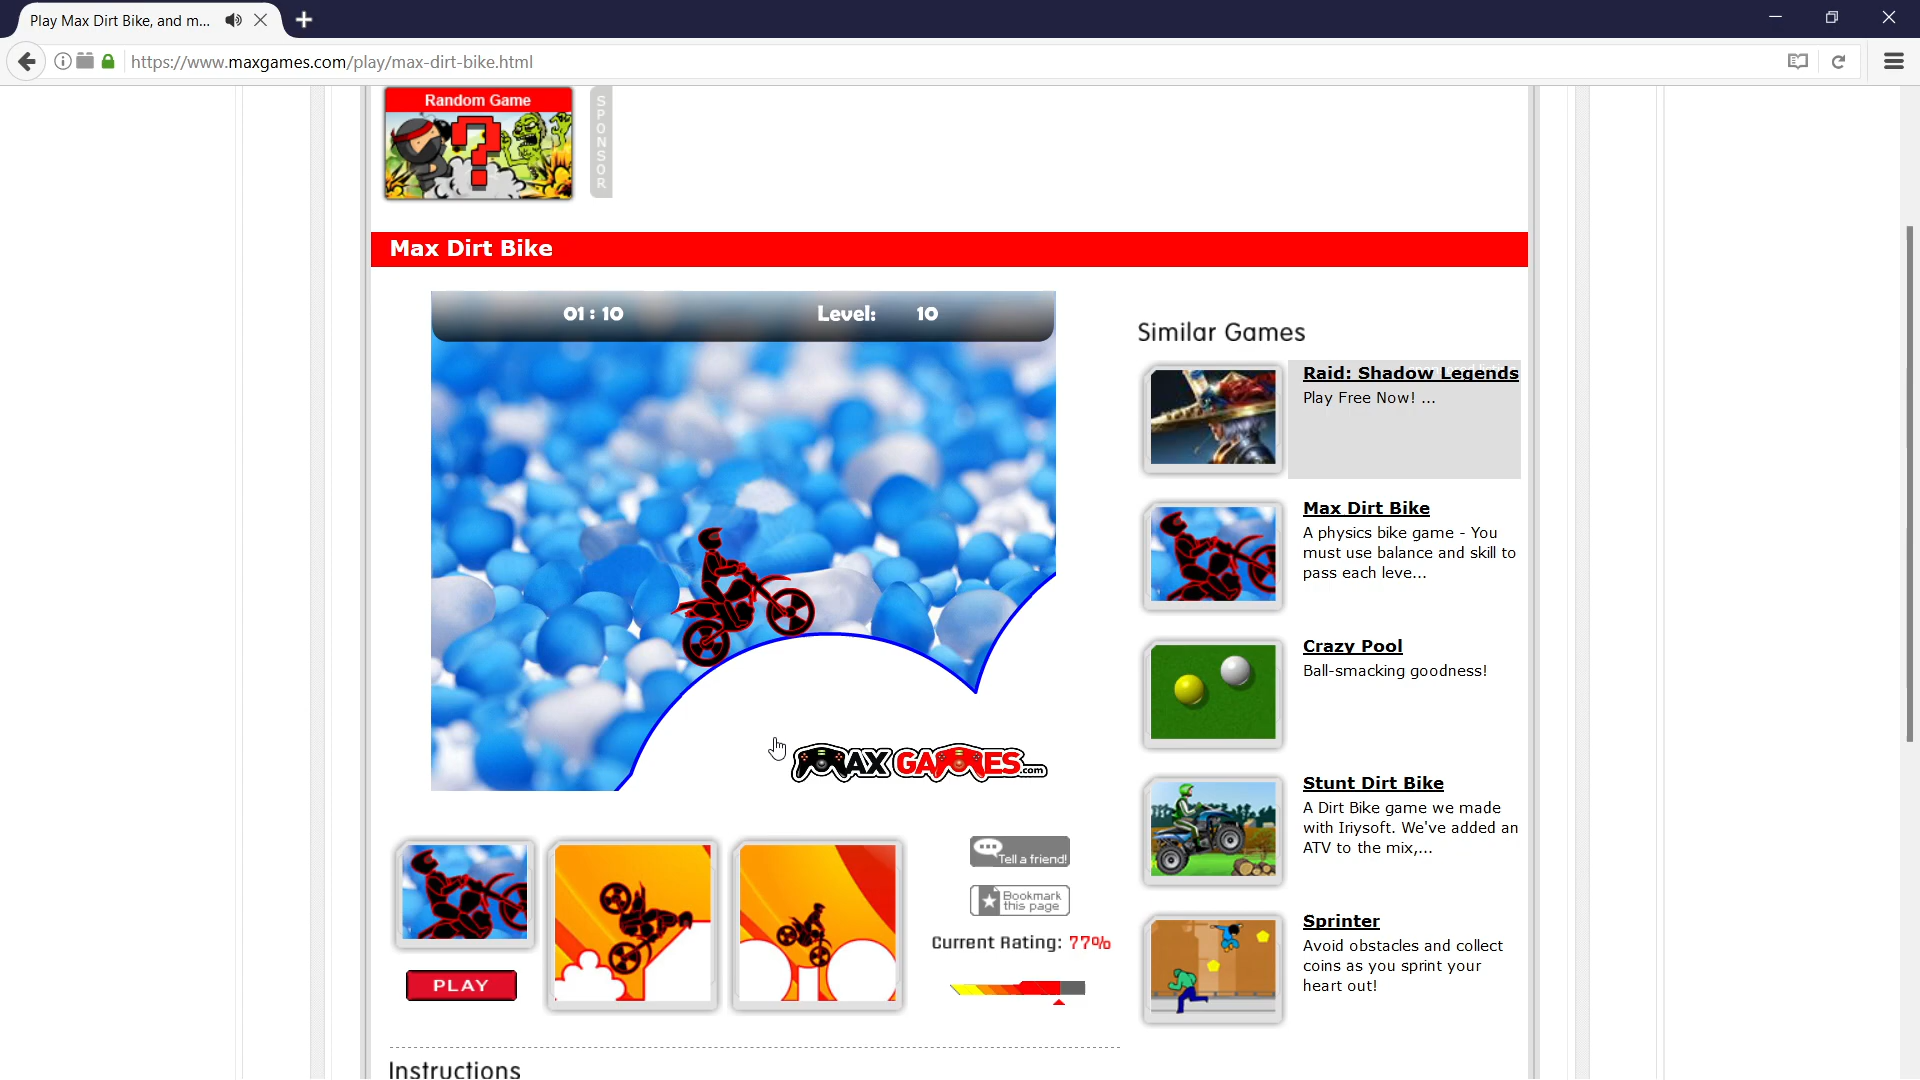 Play Max Dirt Bike, and m...
https://www.maxgames.com/play/max-dirt-bike.html
Random Game
?
SPONSOR
Max Dirt Bike
01 : 10
Level: 10
MAX GAMES.com
Similar Games
Raid: Shadow Legends
Play Free Now! ...
Max Dirt Bike
A physics bike game - You
must use balance and skill to
pass each leve...
Crazy Pool
Ball-smacking goodness!
Stunt Dirt Bike
A Dirt Bike game we made
with Iriysoft. We've added an
ATV to the mix,...
Sprinter
Avoid obstacles and collect
coins as you sprint your
heart out!
PLAY
Tell a friend!
Bookmark
this page
Current Rating: 77%
Instructions